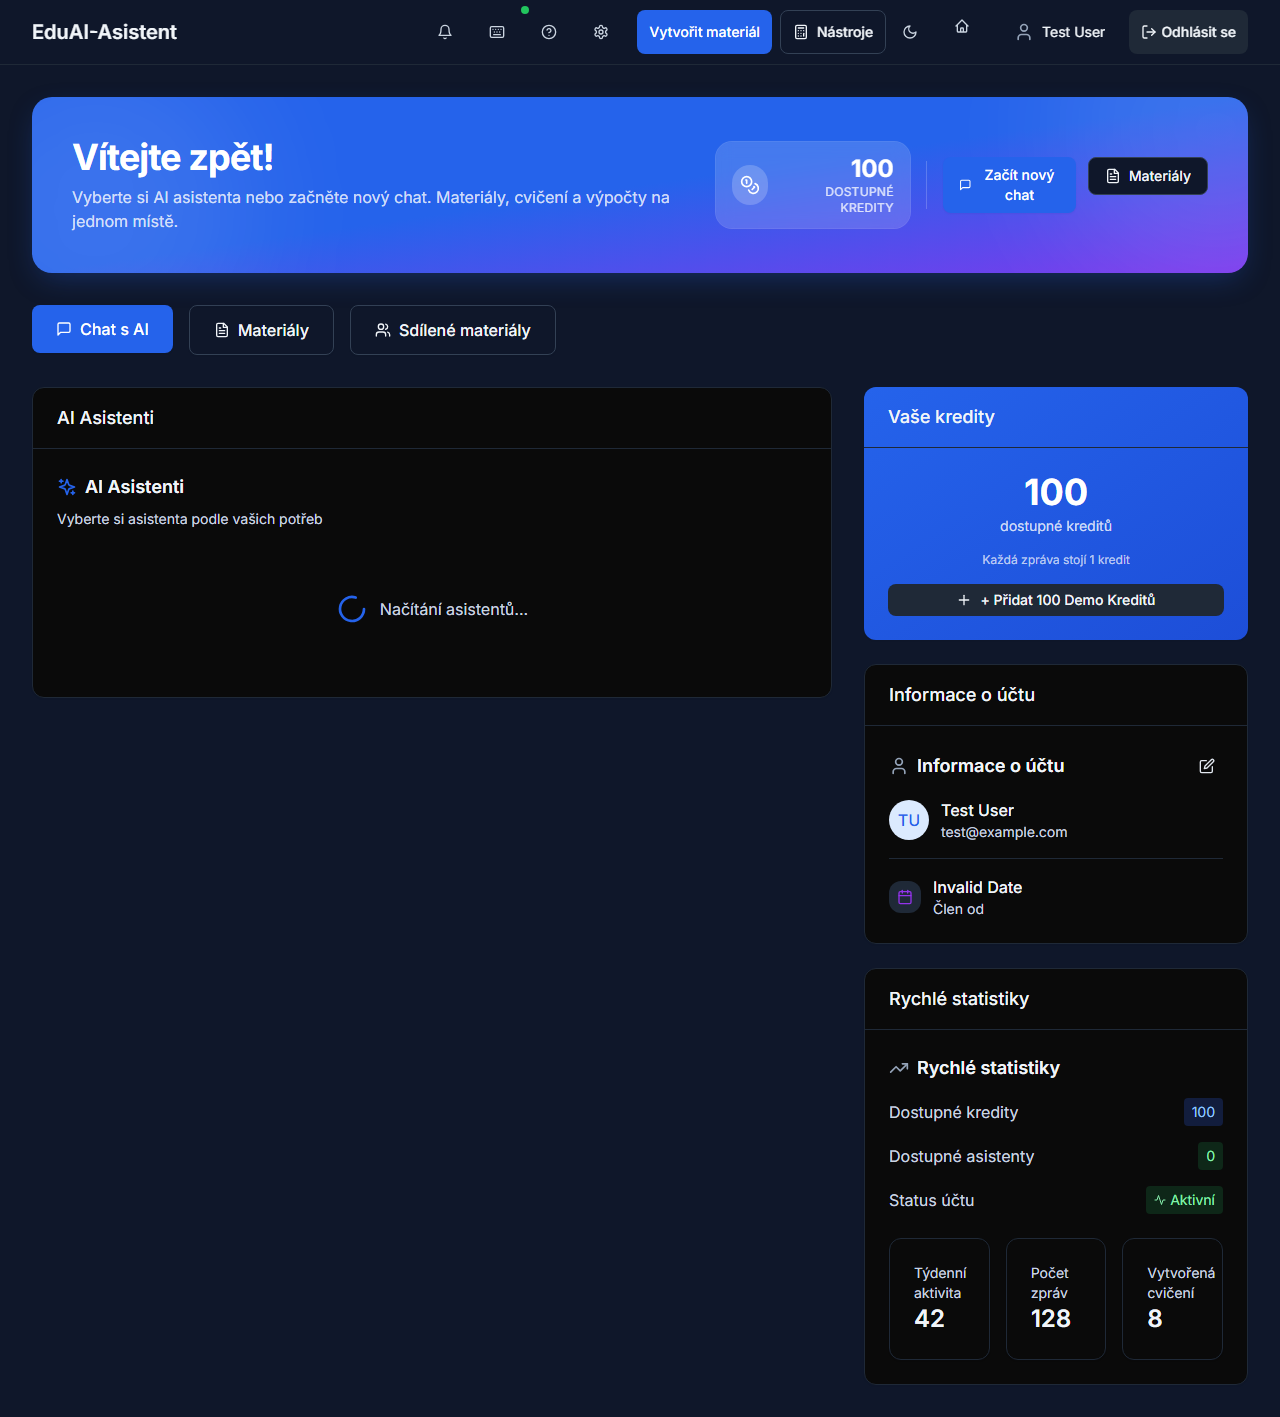 EduAI-Asistent
Vytvořit materiál
Nástroje
Test User
Odhlásit se
Vítejte zpět!
Vyberte si AI asistenta nebo začněte nový chat. Materiály, cvičení a výpočty na
jednom místě.
100
DOSTUPNÉ
KREDITY
Začít nový
chat
Materiály
Chat s AI
Materiály
Sdílené materiály
AI Asistenti
AI Asistenti
Vyberte si asistenta podle vašich potřeb
Načítání asistentů...
Vaše kredity
100
dostupné kreditů
Každá zpráva stojí 1 kredit
+ Přidat 100 Demo Kreditů
Informace o účtu
Informace o účtu
TU
Test User
test@example.com
Invalid Date
Člen od
Rychlé statistiky
Rychlé statistiky
Dostupné kredity
100
Dostupné asistenty
0
Status účtu
Aktivní
Týdenní
aktivita
42
Počet
zpráv
128
Vytvořená
cvičení
8